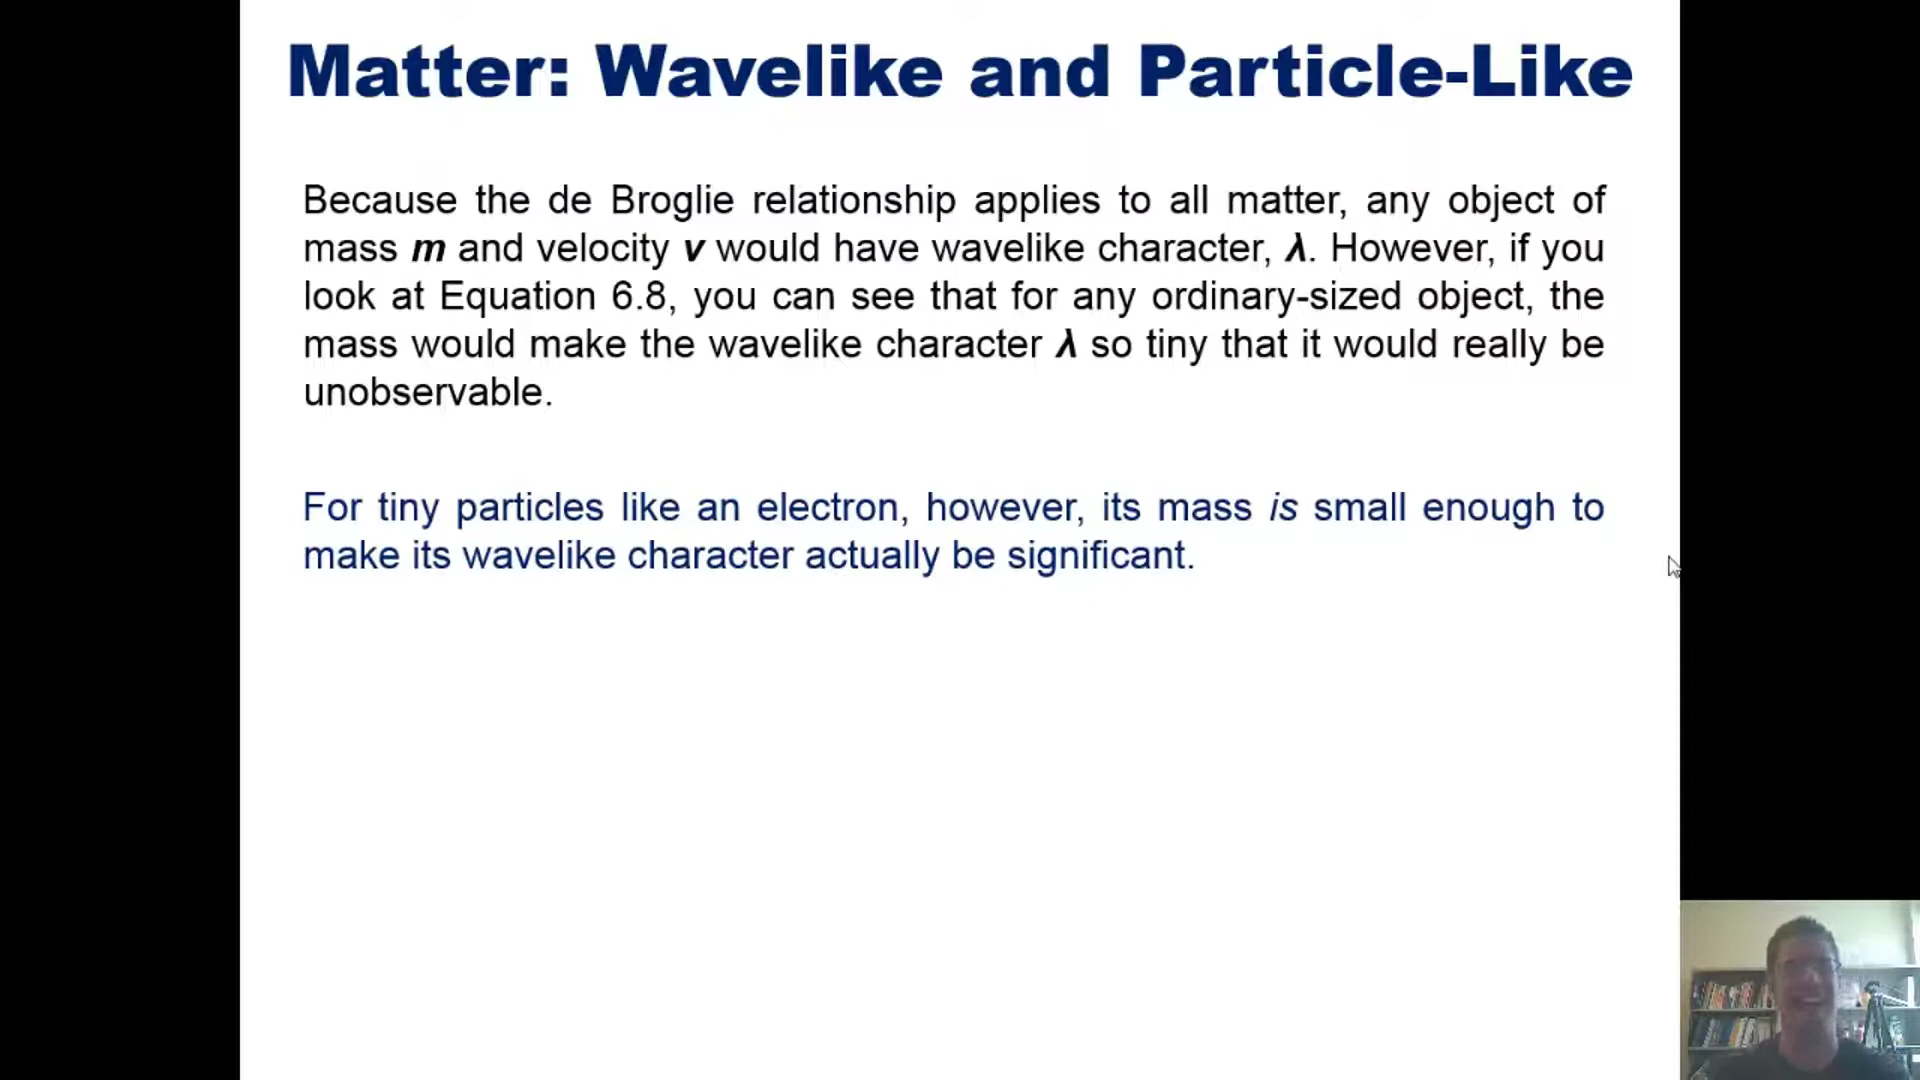 Matter: Wavelike and Particle-Like
Because the de Broglie relationship applies to all matter, any object of
mass m and velocity v would have wavelike character, λ. However, if you
look at Equation 6.8, you can see that for any ordinary-sized object, the
mass would make the wavelike character λ so tiny that it would really be
unobservable.
For tiny particles like an electron, however, its mass is small enough to
make its wavelike character actually be significant.